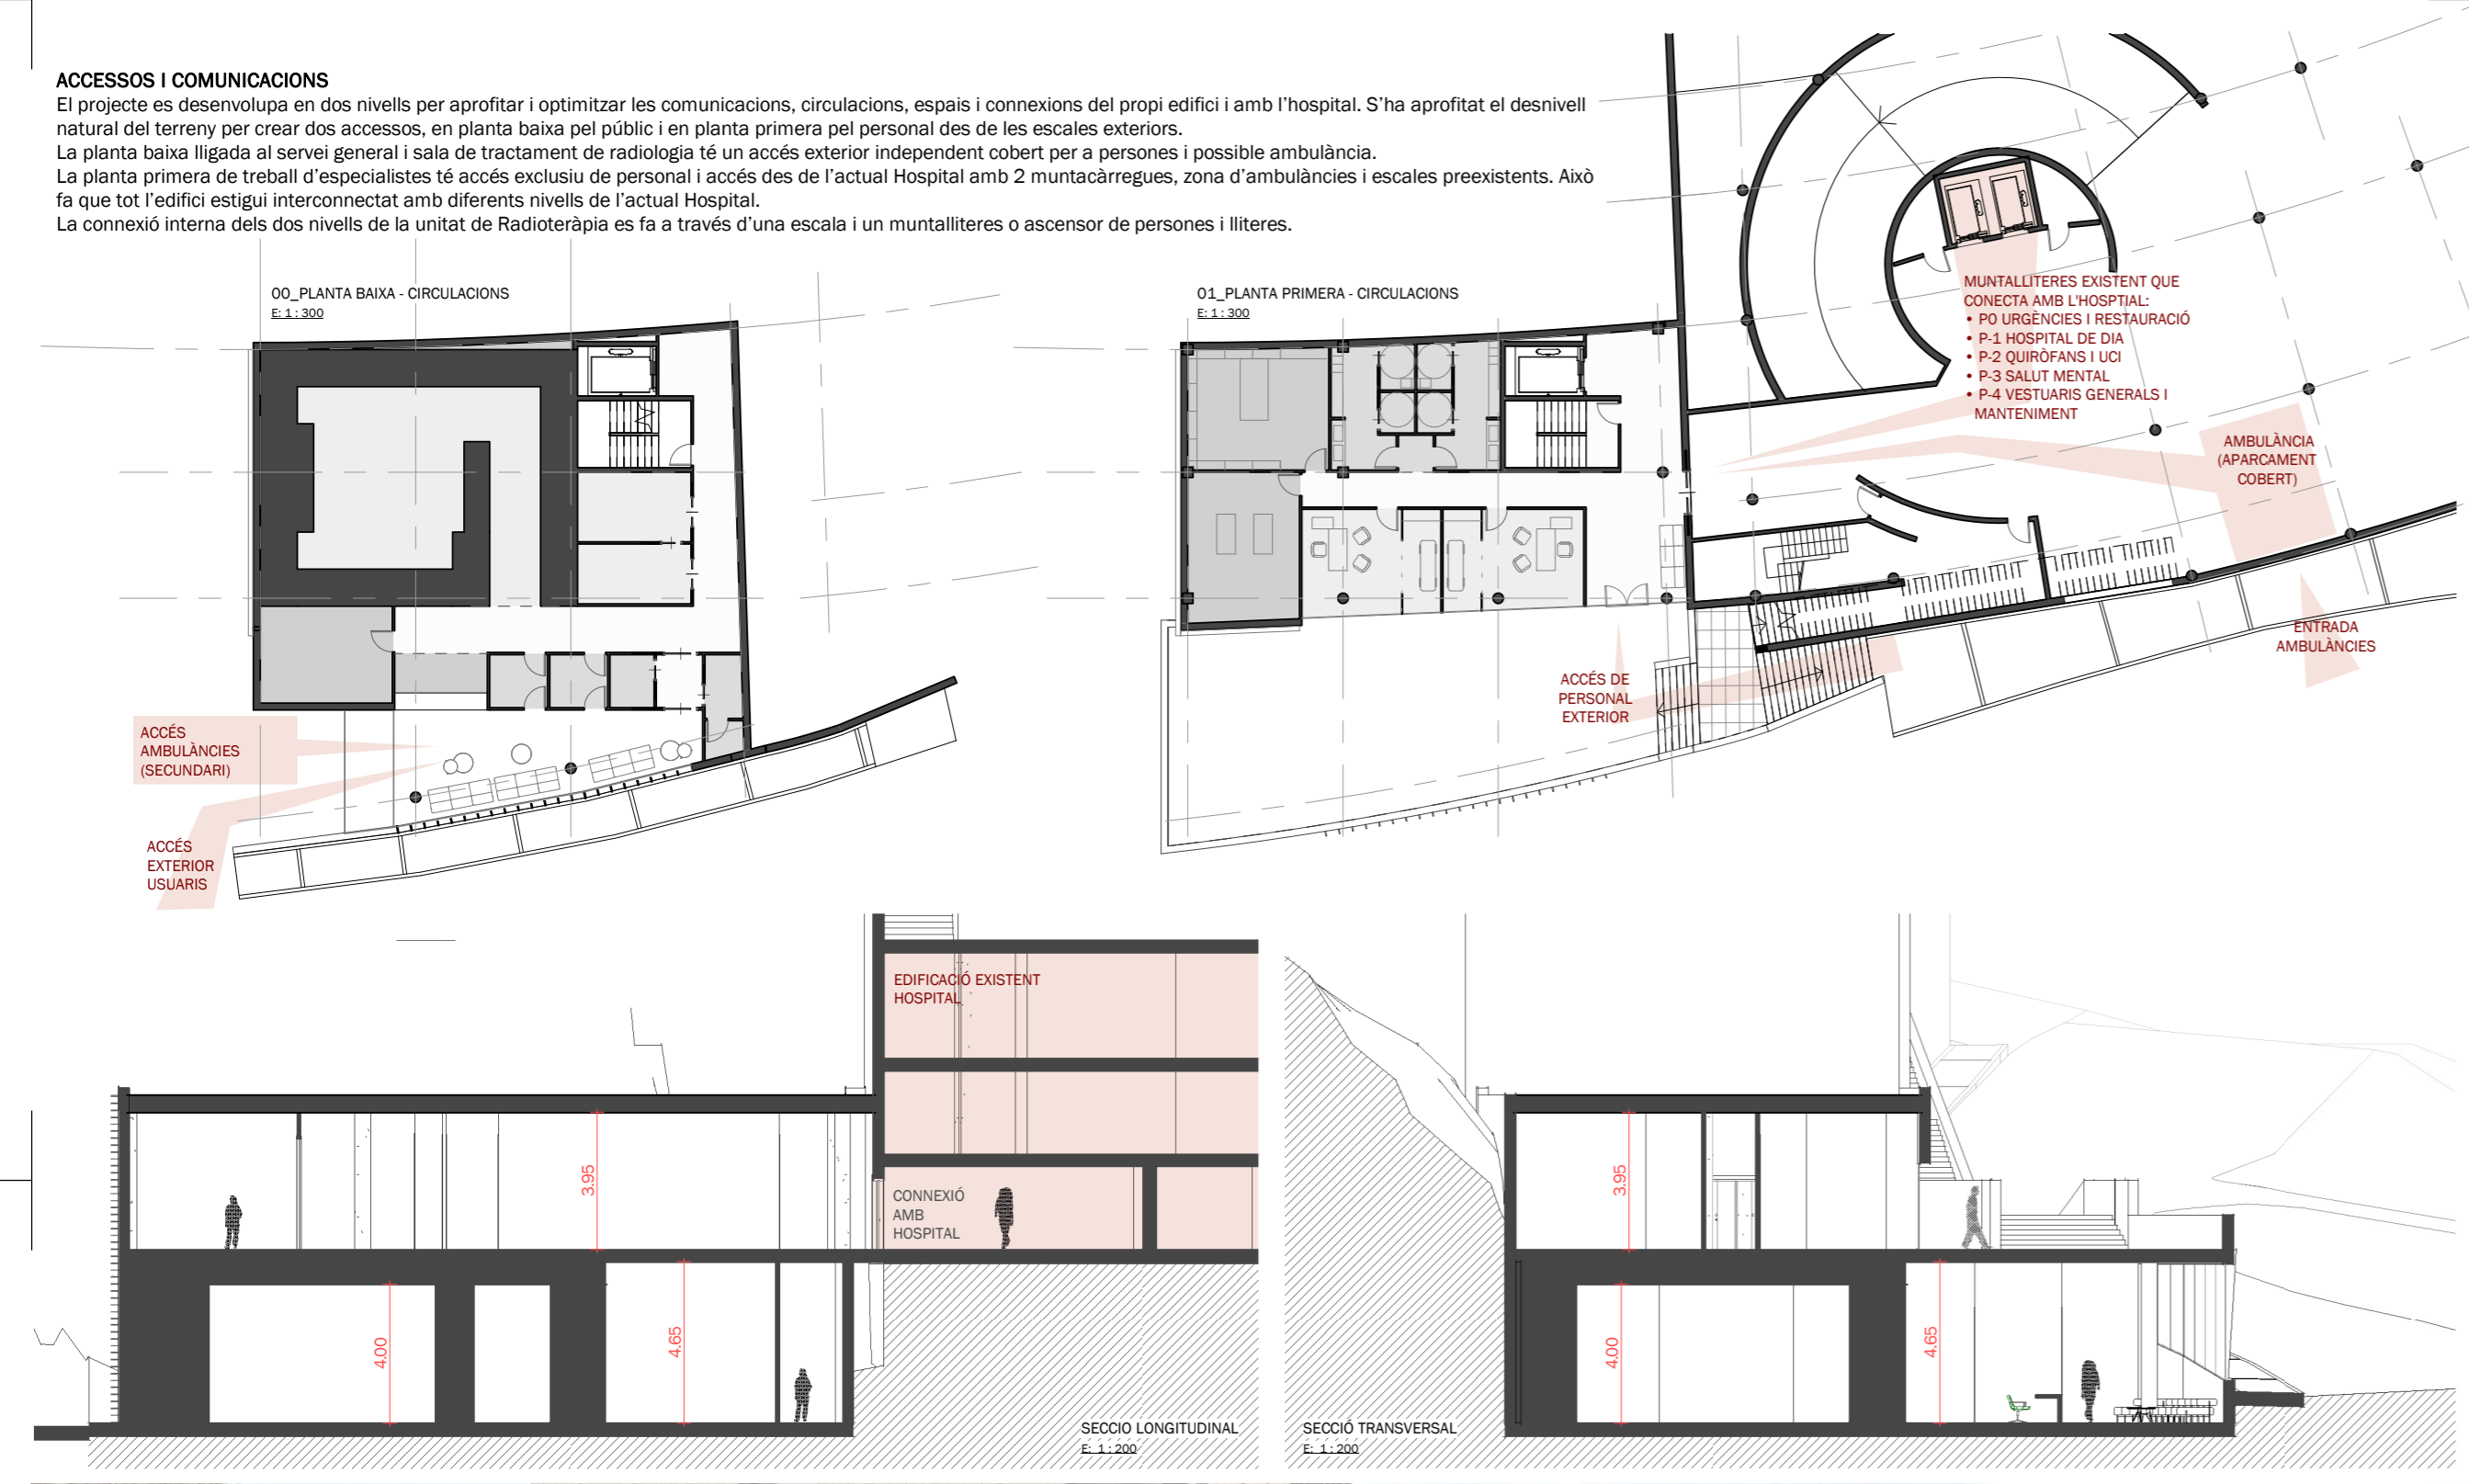 ACCESSOS I COMUNICACIONS
El projecte es desenvolupa en dos nivells per aprofitar i optimitzar les comunicacions, circulacions, espais i connexions del propi edifici i amb l'hospital. S'ha aprofitat el desnivell
natural del terreny per crear dos accessos, en planta baixa pel públic i en planta primera pel personal des de les escales exteriors.
La planta baixa lligada al servei general i sala de tractament de radiologia té un accés exterior independent cobert per a persones i possible ambulància.
La planta primera de treball d'especialistes té accés exclusiu de personal i accés des de l'actual Hospital amb 2 muntacàrregues, zona d'ambulàncies i escales preexistents. Això
fa que tot l'edifici estigui interconnectat amb diferents nivells de l'actual Hospital.
La connexió interna dels dos nivells de la unitat de Radioteràpia es fa a través d'una escala i un muntalliteres o ascensor de persones i lliteres.
00_PLANTA BAIXA - CIRCULACIONS
E: 1 : 300
ACCÉS
AMBULÀNCIES
(SECUNDARI)
ACCÉS
EXTERIOR
USUARIS
01_PLANTA PRIMERA - CIRCULACIONS
E: 1 : 300
MUNTALLITERES EXISTENT QUE
CONECTA AMB L'HOSPTIAL:
• P0 URGÈNCIES I RESTAURACIÓ
• P-1 HOSPITAL DE DIA
• P-2 QUIRÒFANS I UCI
• P-3 SALUT MENTAL
• P-4 VESTUARIS GENERALS I
MANTENIMENT
AMBULÀNCIA
(APARCAMENT
COBERT)
ENTRADA
AMBULÀNCIES
ACCÉS DE
PERSONAL
EXTERIOR
EDIFICACIÓ EXISTENT
HOSPITAL
CONNEXIÓ
AMB
HOSPITAL
3.95
4.00
4.65
SECCIO LONGITUDINAL
E: 1 : 200
3.95
4.00
4.65
SECCIÓ TRANSVERSAL
E: 1 : 200